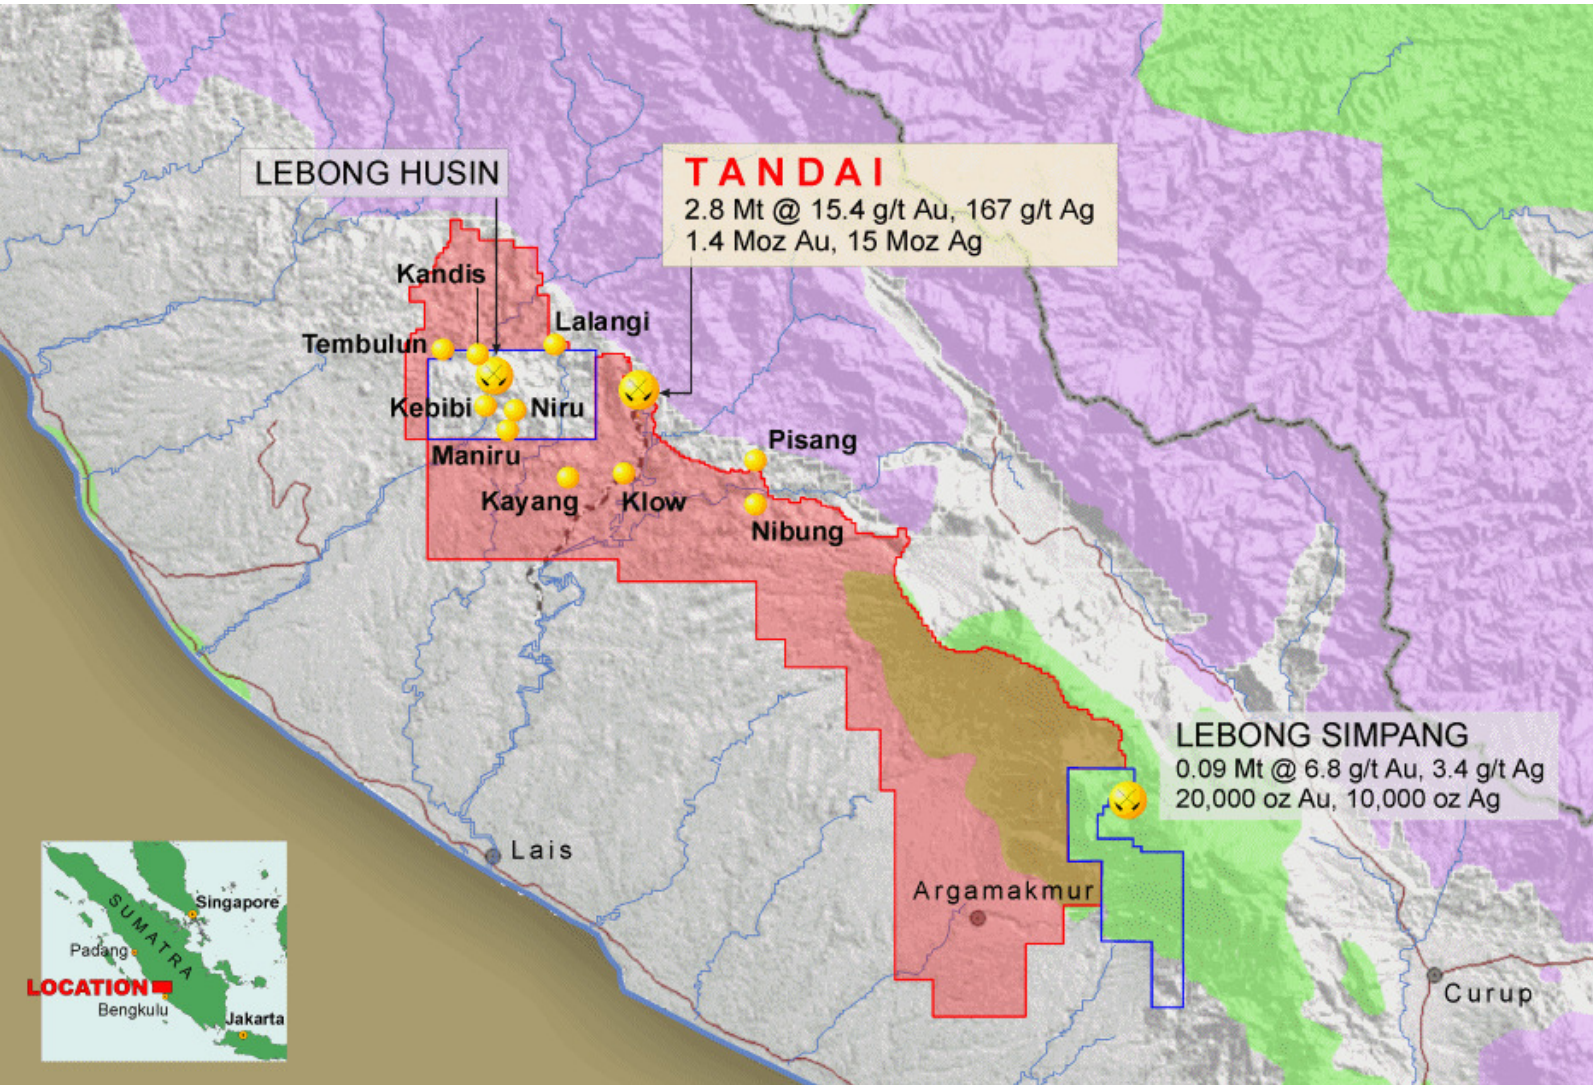 LEBONG HUSIN
TANDAI
2.8 Mt @ 15.4 g/t Au, 167 g/t Ag
1.4 Moz Au, 15 Moz Ag
Kandis
Lalangi
Tembulun
Kebibi
Niru
Maniru
Pisang
Kayang
Klow
Nibung
LEBONG SIMPANG
0.09 Mt @ 6.8 g/t Au, 3.4 g/t Ag
20,000 oz Au, 10,000 oz Ag
Lais
Argamakmur
Curup
SUMATRA
Singapore
Padang
LOCATION
Bengkulu
Jakarta